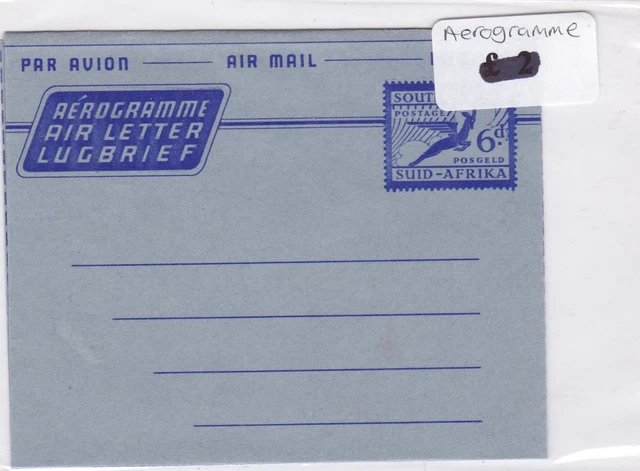 Aerogramme
£ 2
PAR AVION AIR MAIL
AÉROGRAMME
AIR LETTER
LUGBRIEF
SOUT
POSTAGE
6d.
POSGELD
SUID-AFRIKA